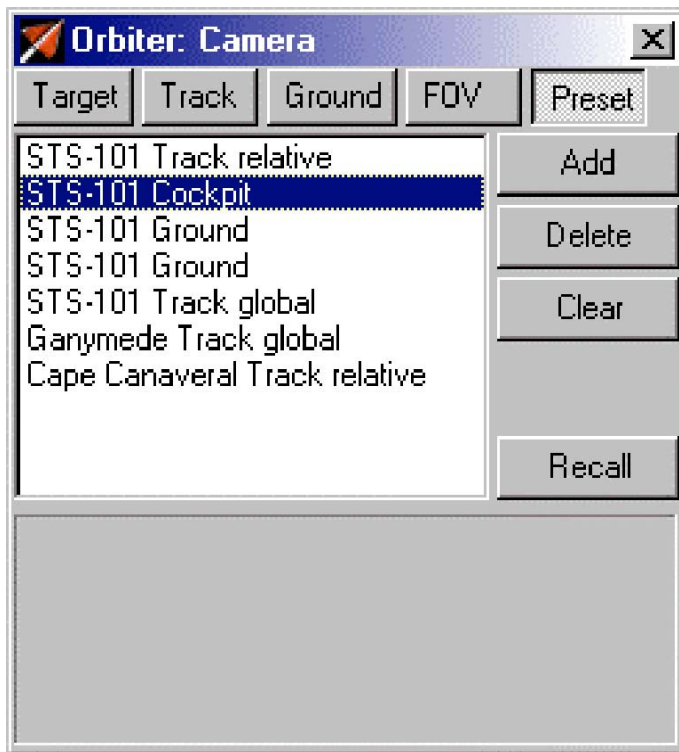 Orbiter: Camera
Target Track Ground FOV Preset
STS-101 Track relative
STS-101 Cockpit
STS-101 Ground
STS-101 Ground
STS-101 Track global
Ganymede Track global
Cape Canaveral Track relative
Add
Delete
Clear
Recall